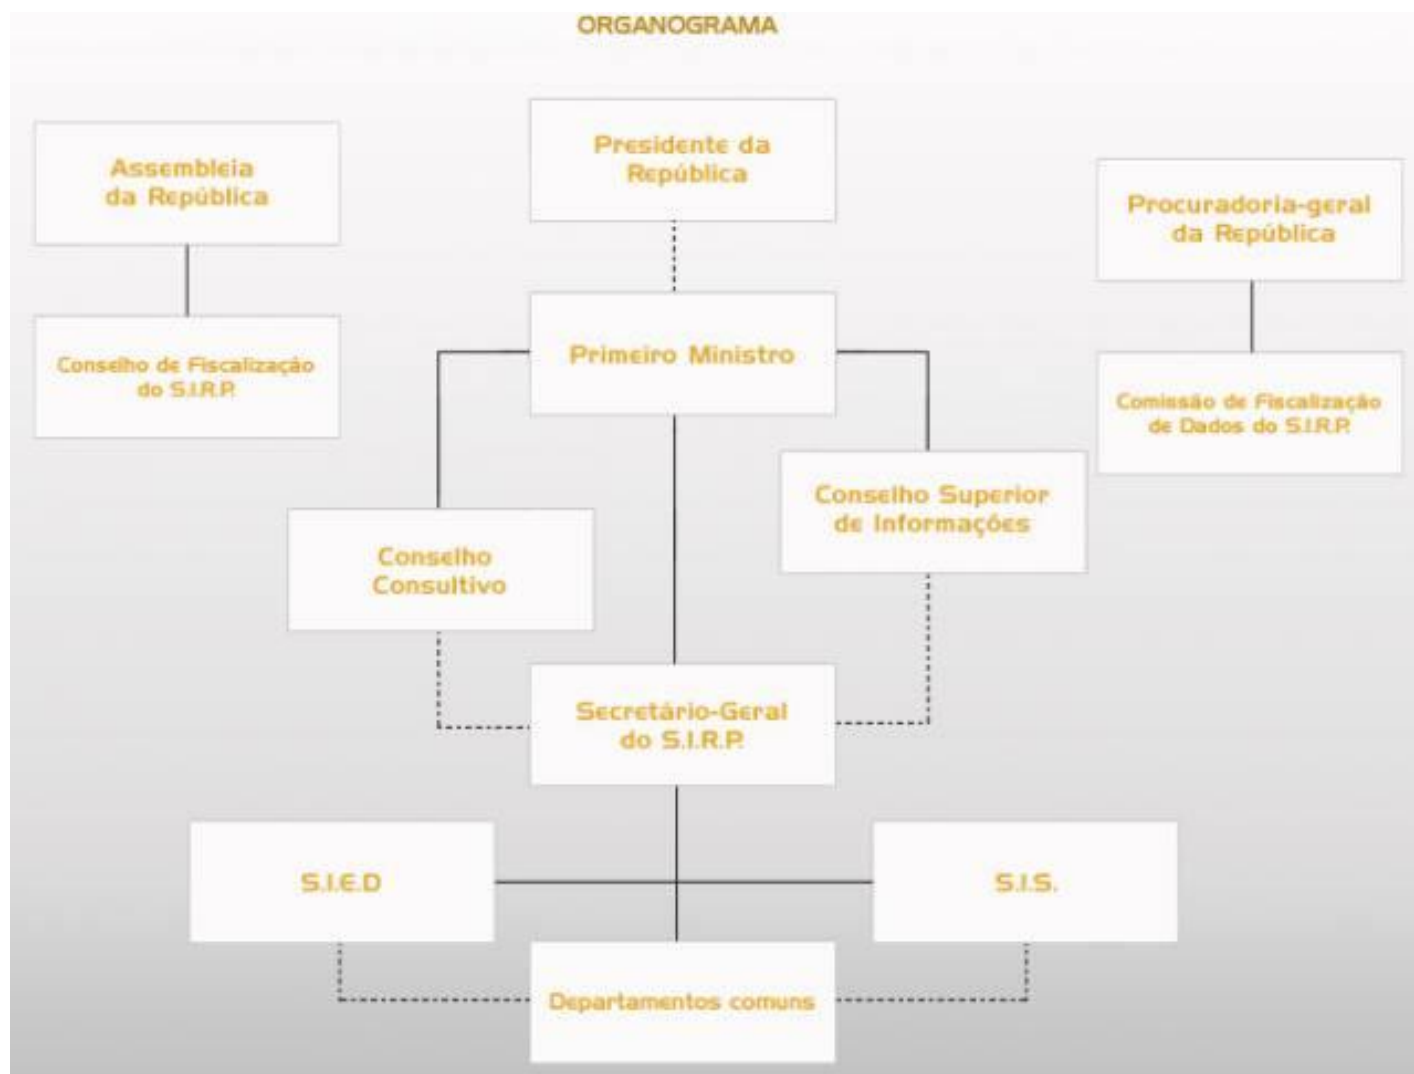 ORGANOGRAMA
Assembleia
da República
Presidente da
República
Procuradoria-geral
da República
Conselho de Fiscalização
do S.I.R.P.
Primeiro Ministro
Comissão de Fiscalização
de Dados do S.I.R.P.
Conselho Superior
de Informações
Conselho
Consultivo
Secretário-Geral
do S.I.R.P.
S.I.E.D
S.I.S.
Departamentos comuns